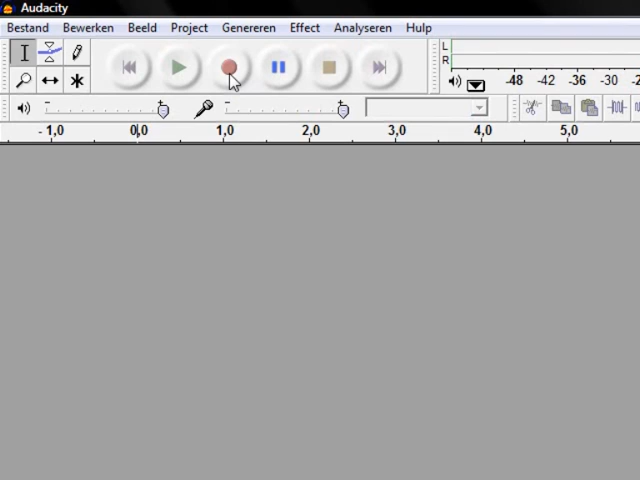 Audacity
Bestand Bewerken Beeld Project Genereren Effect Analyseren Hulp
L
R
-48 -42 -36 -30 -2
- 1,0 0,0 1,0 2,0 3,0 4,0 5,0